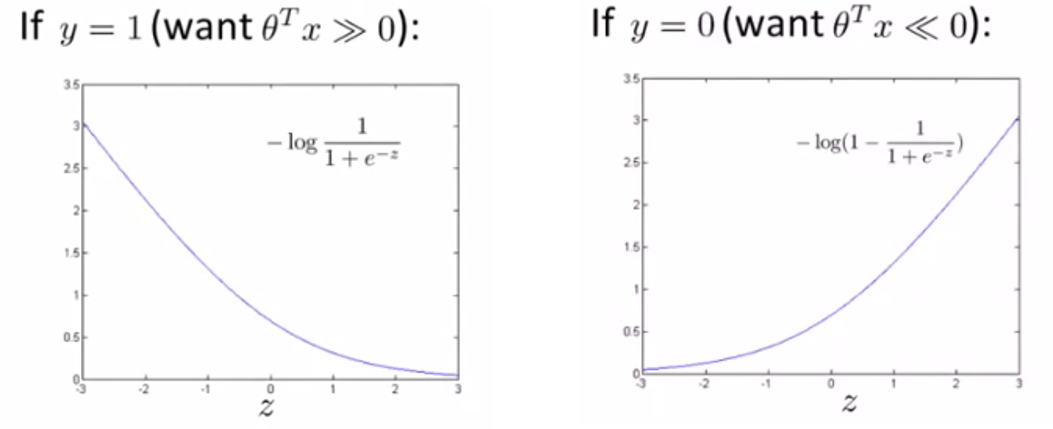 If y = 1 (want θᵀx ≫ 0):
3.5
3
2.5
2
1.5
1
0.5
0
-3 -2 -1 0 1 2 3
z
− log 1 / (1 + e⁻ᶻ)
If y = 0 (want θᵀx ≪ 0):
3.5
3
2.5
2
1.5
1
0.5
0
-3 -2 -1 0 1 2 3
z
− log(1 − 1 / (1 + e⁻ᶻ))